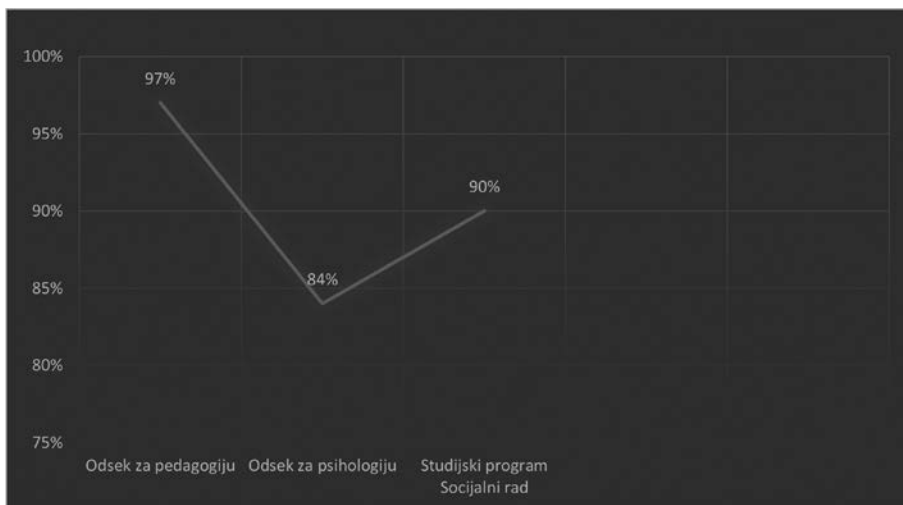 100%
97%
95%
90%
90%
85%
84%
80%
75%
Odsek za pedagogiju
Odsek za psihologiju
Studijski program
Socijalni rad